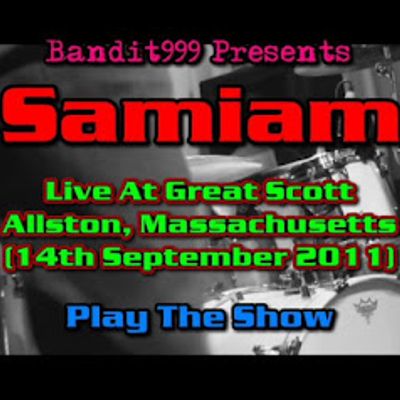 Bandit999 Presents
Samiam
Live At Great Scott
Allston, Massachusetts
(14th September 2011)
Play The Show